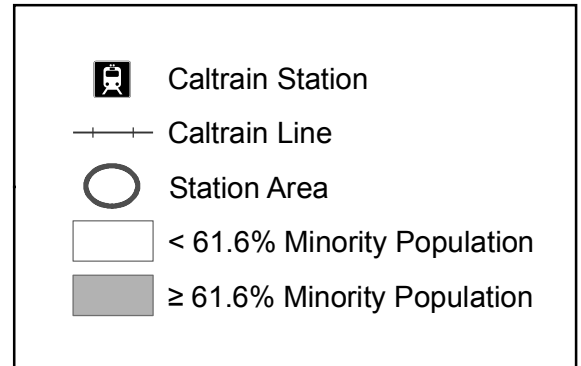 Caltrain Station
Caltrain Line
Station Area
< 61.6% Minority Population
≥ 61.6% Minority Population